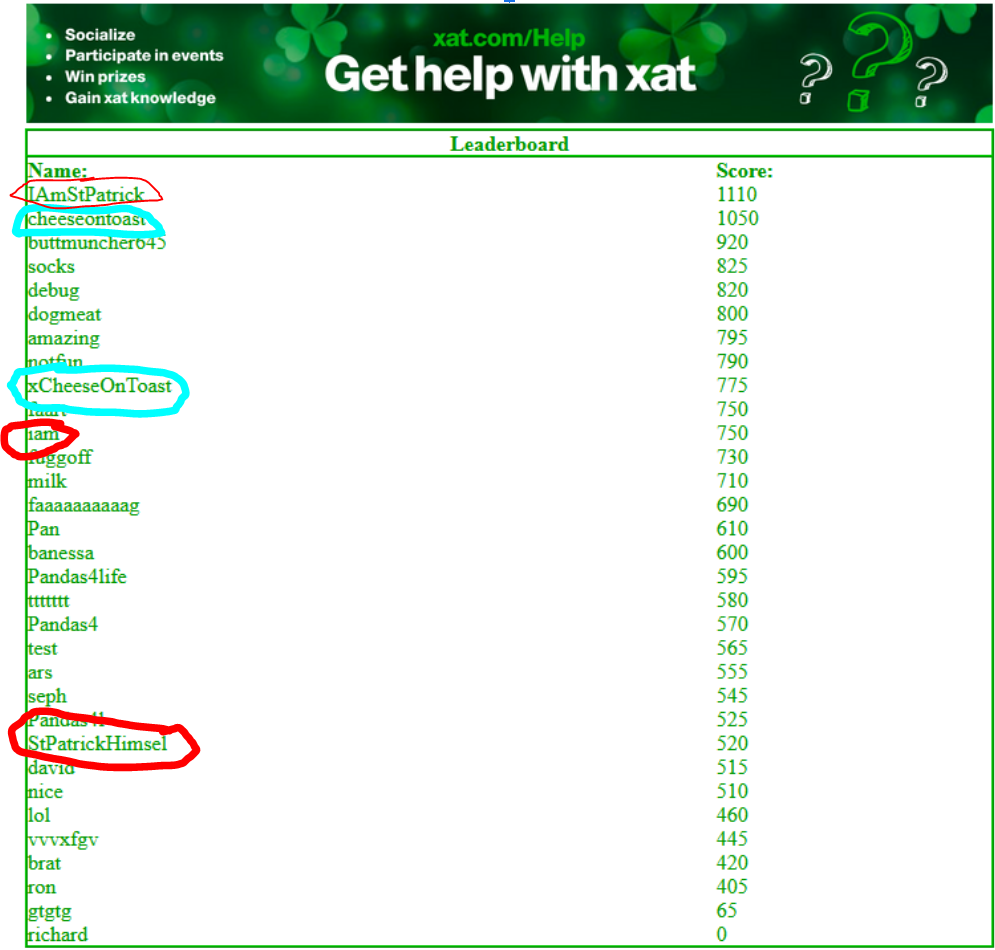 • Socialize
• Participate in events
• Win prizes
• Gain xat knowledge
xat.com/Help
Get help with xat
? ? ?
Leaderboard
Name: Score:
IAmStPatrick 1110
cheeseontoast 1050
buttmuncher645 920
socks 825
debug 820
dogmeat 800
amazing 795
notfun 790
xCheeseOnToast 775
faart 750
iam 750
fuggoff 730
milk 710
faaaaaaaaaag 690
Pan 610
banessa 600
Pandas4life 595
ttttttt 580
Pandas4 570
test 565
ars 555
seph 545
525
StPatrickHimsel 520
david 515
nice 510
lol 460
vvvxfgv 445
brat 420
ron 405
gtgtg 65
richard 0